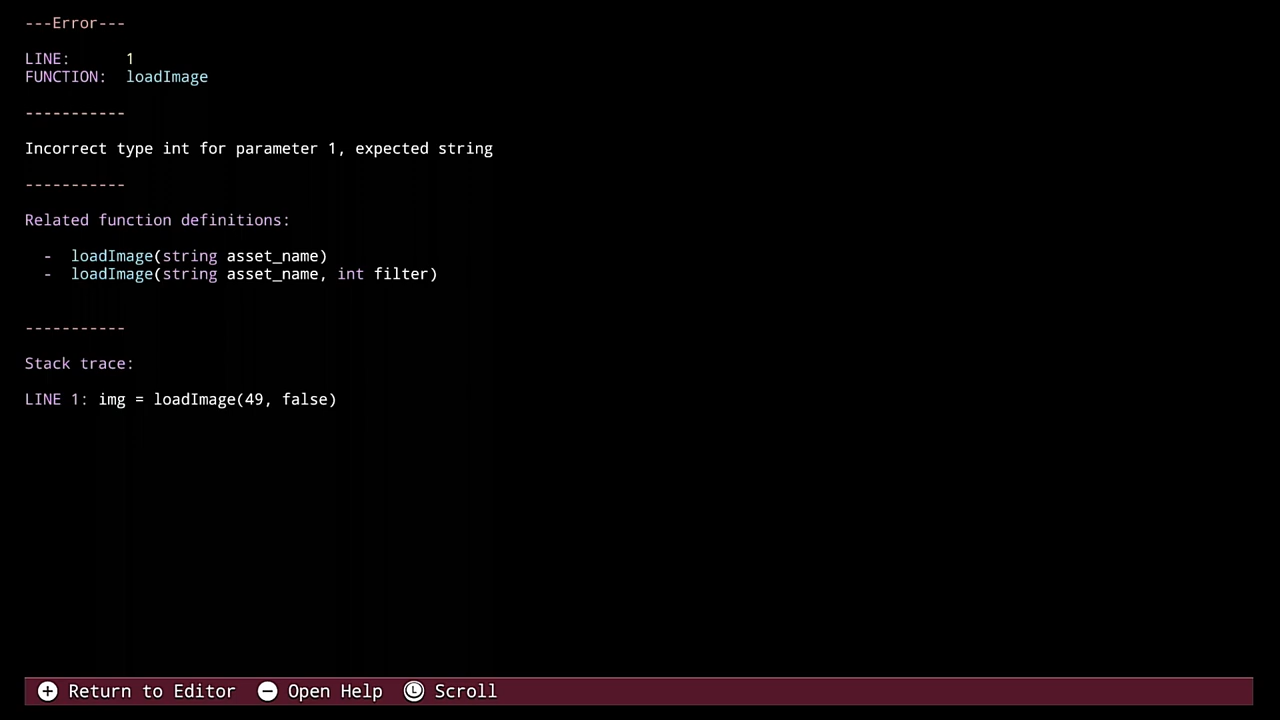 ---Error---
LINE: 1
FUNCTION: loadImage
-----------
Incorrect type int for parameter 1, expected string
-----------
Related function definitions:
- loadImage(string asset_name)
- loadImage(string asset_name, int filter)
-----------
Stack trace:
LINE 1: img = loadImage(49, false)
+ Return to Editor - Open Help L Scroll